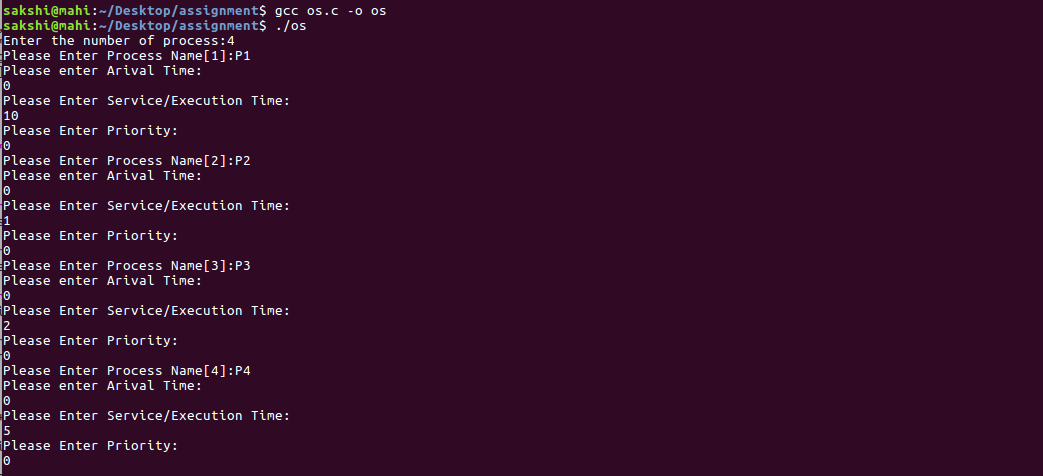 sakshi@mahi:~/Desktop/assignment$ gcc os.c -o os
sakshi@mahi:~/Desktop/assignment$ ./os
Enter the number of process:4
Please Enter Process Name[1]:P1
Please enter Arival Time:
0
Please Enter Service/Execution Time:
10
Please Enter Priority:
0
Please Enter Process Name[2]:P2
Please enter Arival Time:
0
Please Enter Service/Execution Time:
1
Please Enter Priority:
0
Please Enter Process Name[3]:P3
Please enter Arival Time:
0
Please Enter Service/Execution Time:
2
Please Enter Priority:
0
Please Enter Process Name[4]:P4
Please enter Arival Time:
0
Please Enter Service/Execution Time:
5
Please Enter Priority:
0